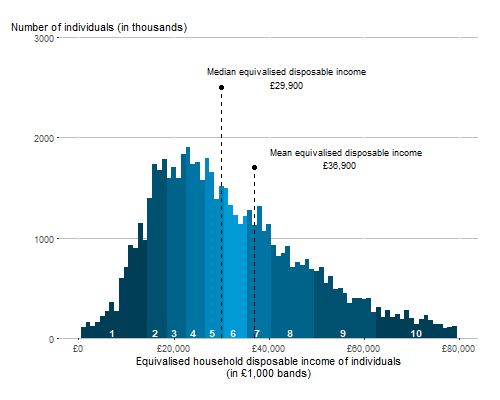 Number of individuals (in thousands)
3000
Median equivalised disposable income
£29,900
2000
Mean equivalised disposable income
£36,900
1000
0
1 2 3 4 5 6 7 8 9 10
£0 £20,000 £40,000 £60,000 £80,000
Equivalised household disposable income of individuals
(in £1,000 bands)